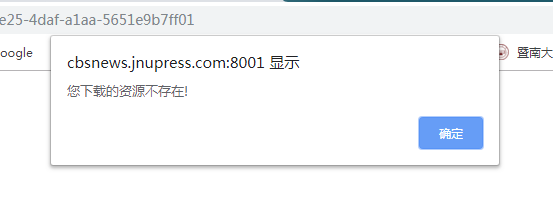 e25-4daf-a1aa-5651e9b7ff01
oogle
暨南大
cbsnews.jnupress.com:8001 显示
您下载的资源不存在!
确定